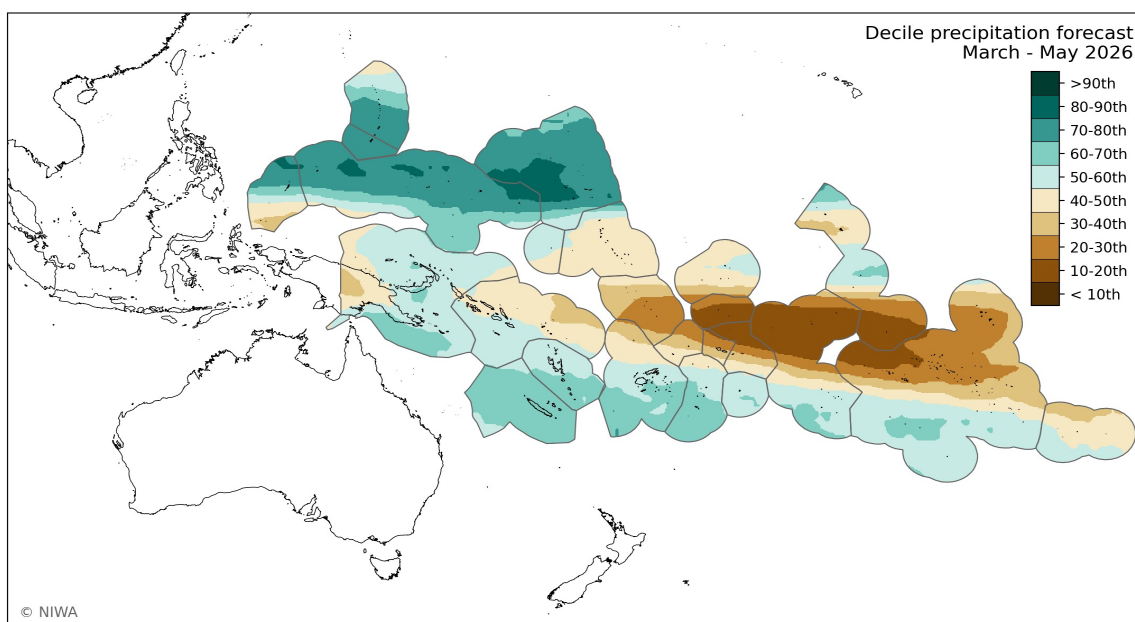 Decile precipitation forecast
March - May 2026
>90th
80-90th
70-80th
60-70th
50-60th
40-50th
30-40th
20-30th
10-20th
< 10th
© NIWA